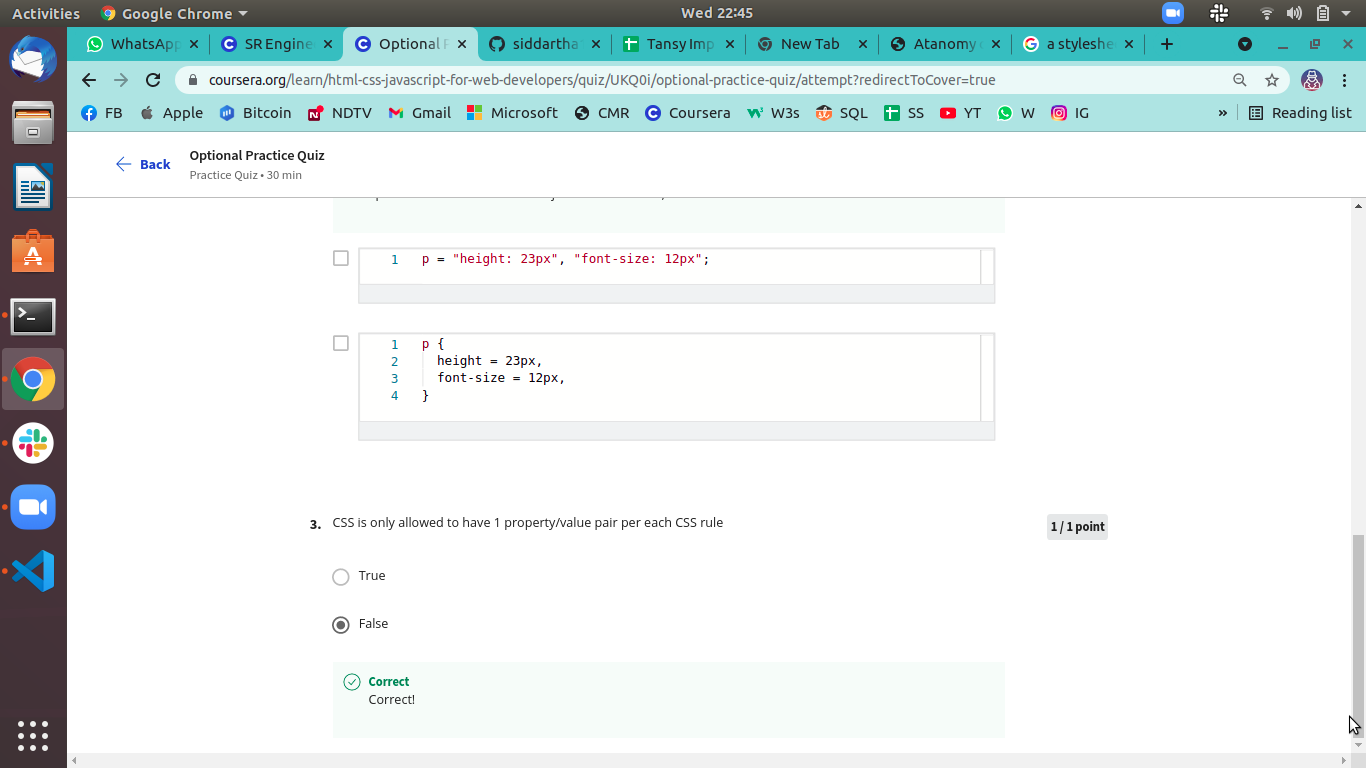 Activities Google Chrome Wed 22:45
WhatsApp SR Engine Optional siddartha Tansy Imp New Tab Atanomy a styleshe
coursera.org/learn/html-css-javascript-for-web-developers/quiz/UKQ0i/optional-practice-quiz/attempt?redirectToCover=true
FB Apple Bitcoin NDTV Gmail Microsoft CMR Coursera W3s SQL SS YT W IG » Reading list
Back
Optional Practice Quiz
Practice Quiz • 30 min
1 p = "height: 23px", "font-size: 12px";
1 p {
2 height = 23px,
3 font-size = 12px,
4 }
3. CSS is only allowed to have 1 property/value pair per each CSS rule
1 / 1 point
True
False
Correct
Correct!